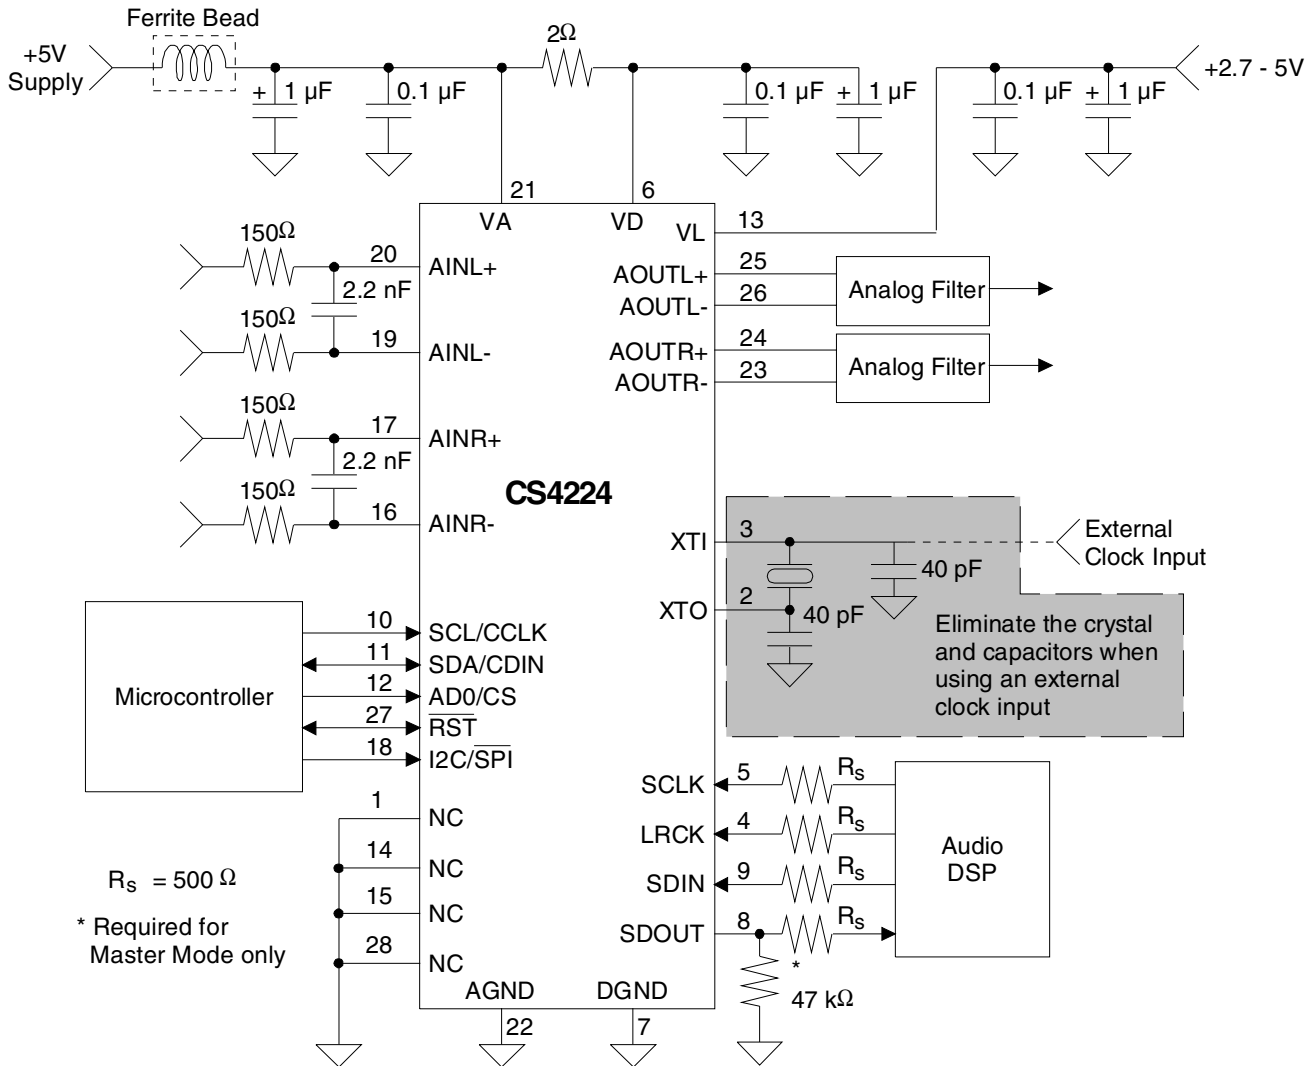 Ferrite Bead
+5V
Supply
+ 1 µF
0.1 µF
2Ω
0.1 µF
+ 1 µF
0.1 µF
+ 1 µF
+2.7 - 5V
21
6
VA
VD
VL
13
150Ω
20
AINL+
2.2 nF
150Ω
19
AINL-
150Ω
17
AINR+
2.2 nF
150Ω
16
AINR-
AOUTL+
25
AOUTL-
26
Analog Filter
AOUTR+
24
AOUTR-
23
Analog Filter
CS4224
XTI
3
External
Clock Input
40 pF
XTO
2
40 pF
Eliminate the crystal
and capacitors when
using an external
clock input
Microcontroller
10
SCL/CCLK
11
SDA/CDIN
12
AD0/CS
27
RST
18
I2C/SPI
1
NC
14
NC
15
NC
28
NC
Rs = 500 Ω
* Required for
Master Mode only
SCLK
5
Rs
LRCK
4
Rs
SDIN
9
Rs
SDOUT
8
Rs
Audio
DSP
*
47 kΩ
AGND
DGND
22
7